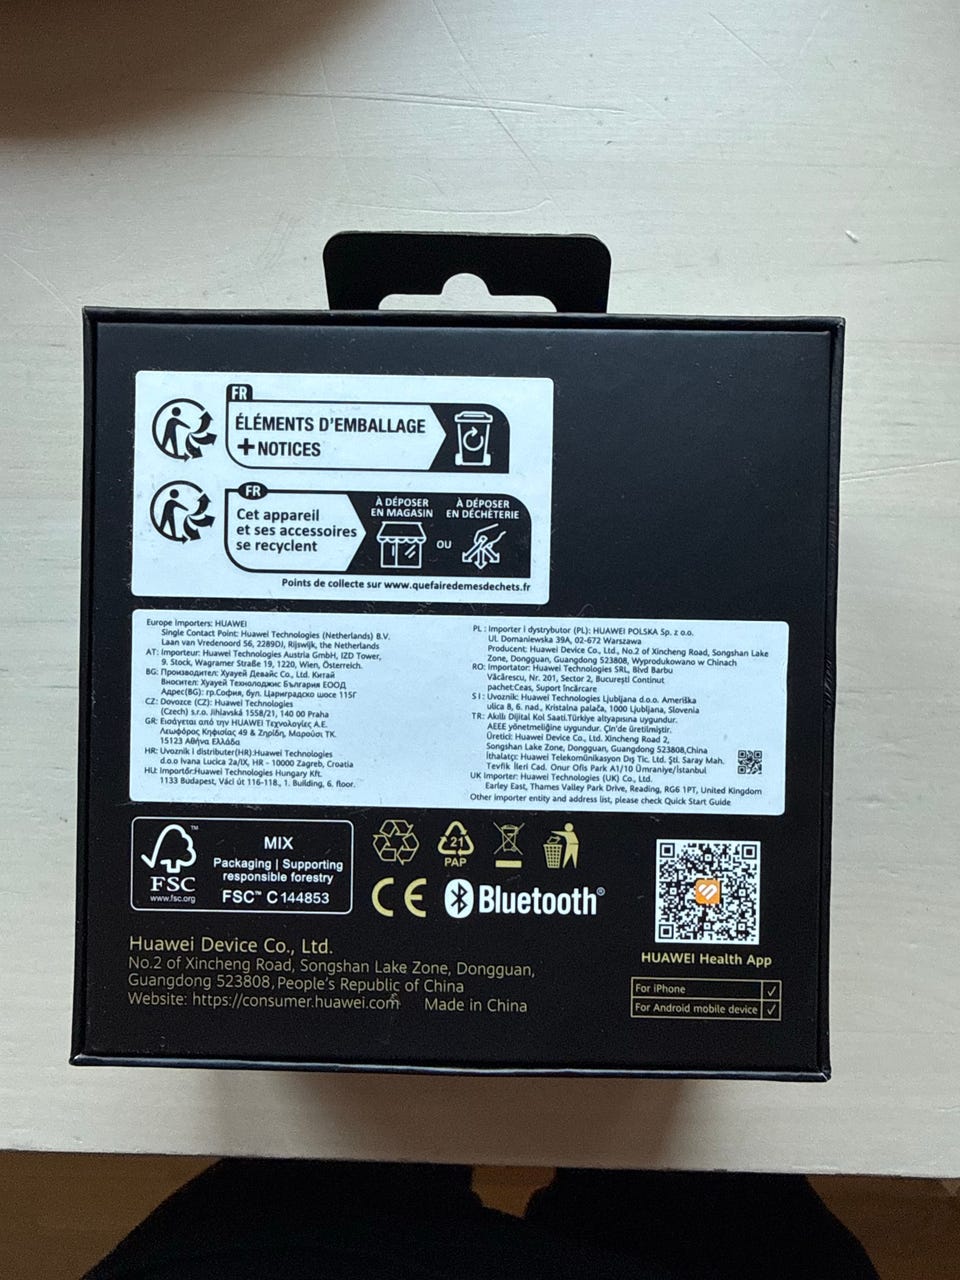 FR
ÉLÉMENTS D'EMBALLAGE
+NOTICES
FR
Cet appareil
et ses accessoires
se recyclent
À DÉPOSER
EN MAGASIN
OU
À DÉPOSER
EN DÉCHÈTERIE
Points de collecte sur www.quefairedemesdechets.fr
Europe Importers: HUAWEI
Single Contact Point: Huawei Technologies (Netherlands) B.V.
Laan van Vredenoord 56, 2289DJ, Rijswijk, the Netherlands
AT: Importeur: Huawei Technologies Austria GmbH, IZD Tower,
9. Stock, Wagramer Straße 19, 1220, Wien, Österreich.
BG: Производител: Хуауей Девайс Со., Ltd. Китай
Вносител: Хуауей Технолоджис България ЕООД
Адрес(BG): гр.София, бул. Цариградско шосе 115Г
CZ: Dovozce (CZ): Huawei Technologies
(Czech) s.r.o. Jihlavská 1558/21, 140 00 Praha
GR: Εισάγεται από την HUAWEI Τεχνολογίες Α.Ε.
Λεωφόρος Κηφισίας 49 & Ζηρίδη, Μαρούσι ΤΚ.
15123 Αθήνα Ελλάδα
HR: Uvoznik i distributer(HR):Huawei Technologies
d.o.o Ivana Lucica 2a/IX, HR - 10000 Zagreb, Croatia
HU: Importőr:Huawei Technologies Hungary Kft.
1133 Budapest, Váci út 116-118., 1. Building, 6. floor.
PL : Importer i dystrybutor (PL): HUAWEI POLSKA Sp. z o.o.
UL Domaniewska 39A, 02-672 Warszawa
Producent: Huawei Device Co., Ltd., No.2 of Xincheng Road, Songshan Lake
Zone, Dongguan, Guangdong 523808, Wyprodukowano w Chinach
RO: Importator: Huawei Technologies SRL, Blvd Barbu
Văcărescu, Nr. 201, Sector 2, București Continut
pachet:Ceas, Suport încărcare
S I : Uvoznik: Huawei Technologies Ljubljana d.o.o. Ameriška
ulica 8, 6. nad., Kristalna palača, 1000 Ljubljana, Slovenia
TR: Akıllı Dijital Kol Saati.Türkiye altyapısına uygundur.
AEEE yönetmeliğine uygundur. Çin'de üretilmiştir.
Üretici: Huawei Device Co., Ltd. Xincheng Road 2,
Songshan Lake Zone, Dongguan, Guangdong 523808,China
İthalatçı: Huawei Telekomünikasyon Dış Tic. Ltd. Şti. Saray Mah.
Tevfik İleri Cad. Onur Ofis Park A1/10 Ümraniye/İstanbul
UK Importer: Huawei Technologies (UK) Co., Ltd.
Earley East, Thames Valley Park Drive, Reading, RG6 1PT, United Kingdom
Other importer entity and address list, please check Quick Start Guide
FSC
www.fsc.org
MIX
Packaging | Supporting
responsible forestry
FSC™ C144853
21
PAP
CE
Bluetooth®
Huawei Device Co., Ltd.
No.2 of Xincheng Road, Songshan Lake Zone, Dongguan,
Guangdong 523808, People's Republic of China
Website: https://consumer.huawei.com Made in China
HUAWEI Health App
For iPhone ✓
For Android mobile device ✓